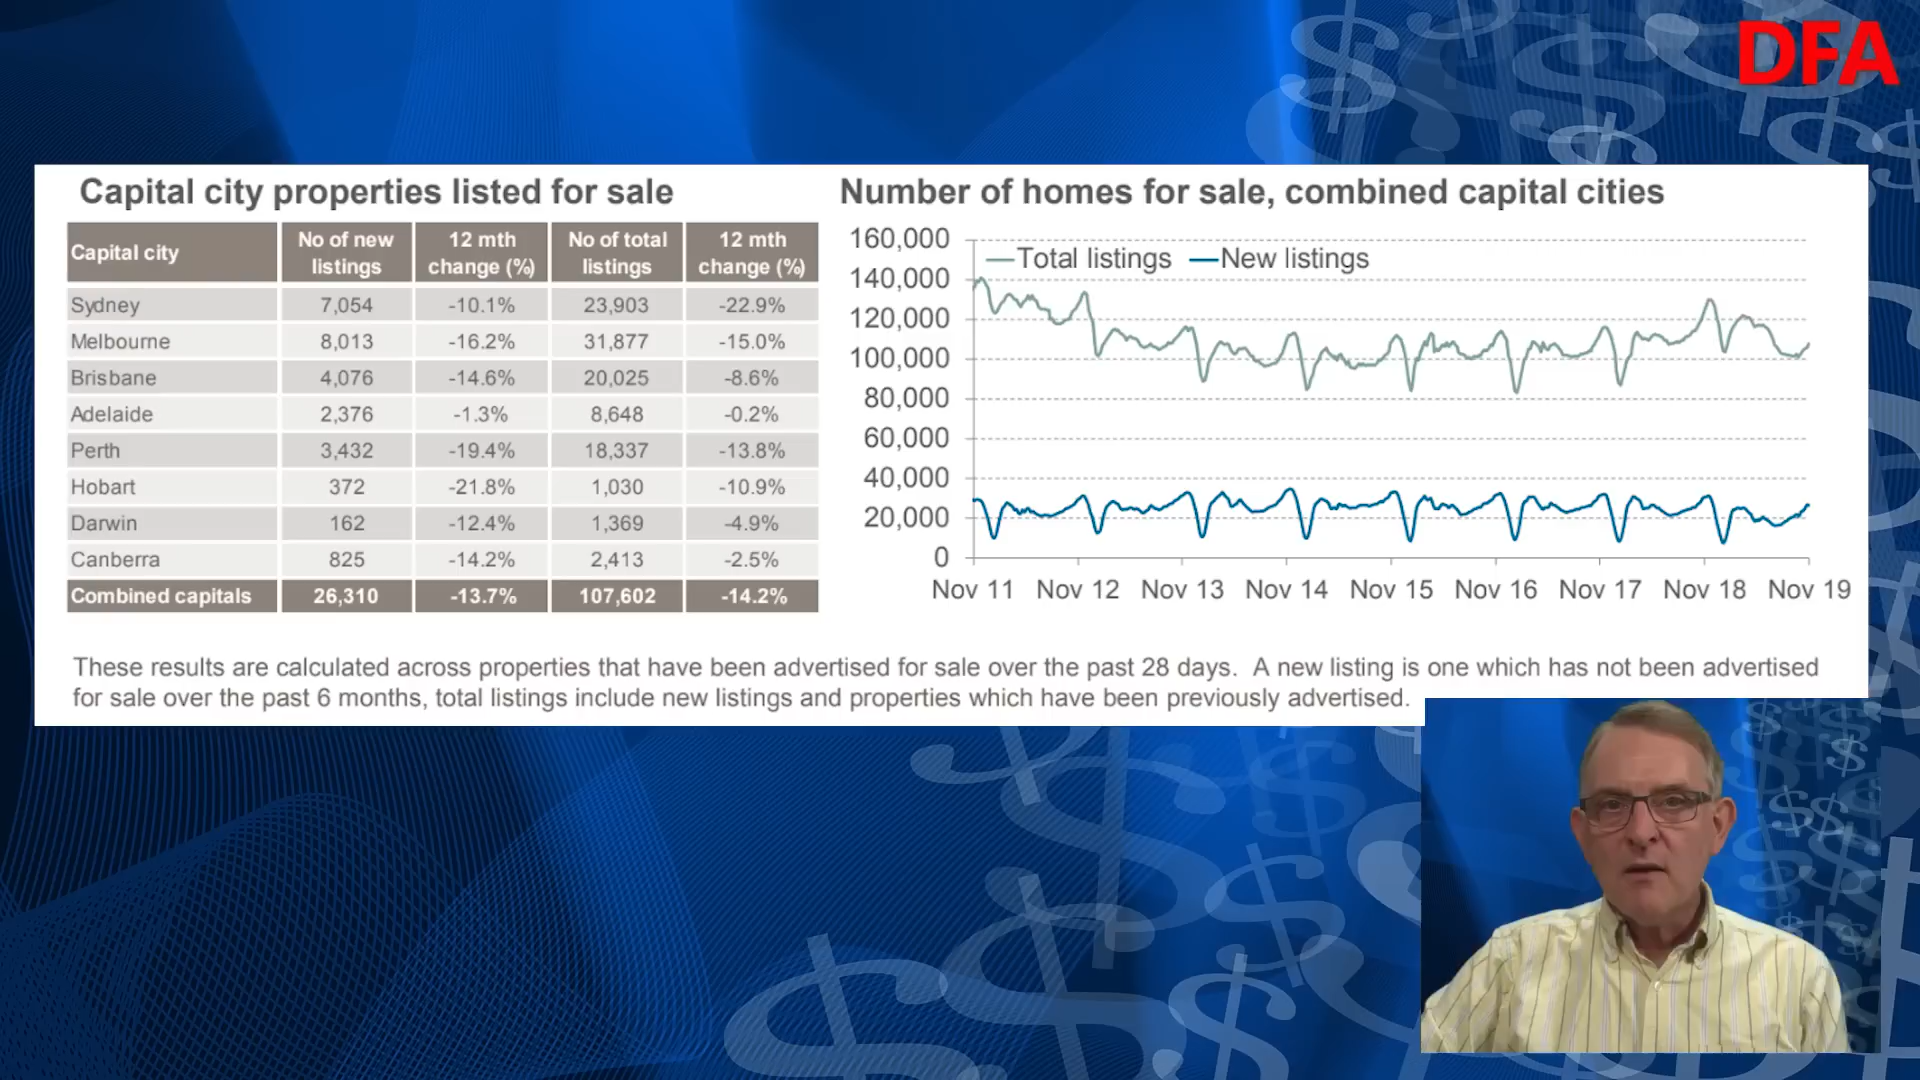 DFA
Capital city properties listed for sale
Capital city No of new listings 12 mth change (%) No of total listings 12 mth change (%)
Sydney 7,054 -10.1% 23,903 -22.9%
Melbourne 8,013 -16.2% 31,877 -15.0%
Brisbane 4,076 -14.6% 20,025 -8.6%
Adelaide 2,376 -1.3% 8,648 -0.2%
Perth 3,432 -19.4% 18,337 -13.8%
Hobart 372 -21.8% 1,030 -10.9%
Darwin 162 -12.4% 1,369 -4.9%
Canberra 825 -14.2% 2,413 -2.5%
Combined capitals 26,310 -13.7% 107,602 -14.2%
Number of homes for sale, combined capital cities
Total listings New listings
160,000
140,000
120,000
100,000
80,000
60,000
40,000
20,000
0
Nov 11 Nov 12 Nov 13 Nov 14 Nov 15 Nov 16 Nov 17 Nov 18 Nov 19
These results are calculated across properties that have been advertised for sale over the past 28 days. A new listing is one which has not been advertised
for sale over the past 6 months, total listings include new listings and properties which have been previously advertised.